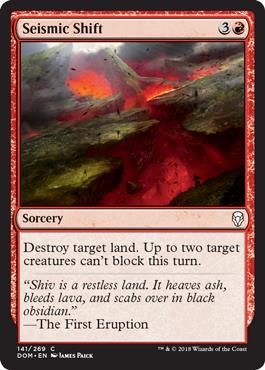 Seismic Shift 3
Sorcery
Destroy target land. Up to two target
creatures can't block this turn.
"Shiv is a restless land. It heaves ash,
bleeds lava, and scabs over in black
obsidian."
—The First Eruption
141/269 C
DOM • EN JAMES PAICK
™ & © 2018 Wizards of the Coast